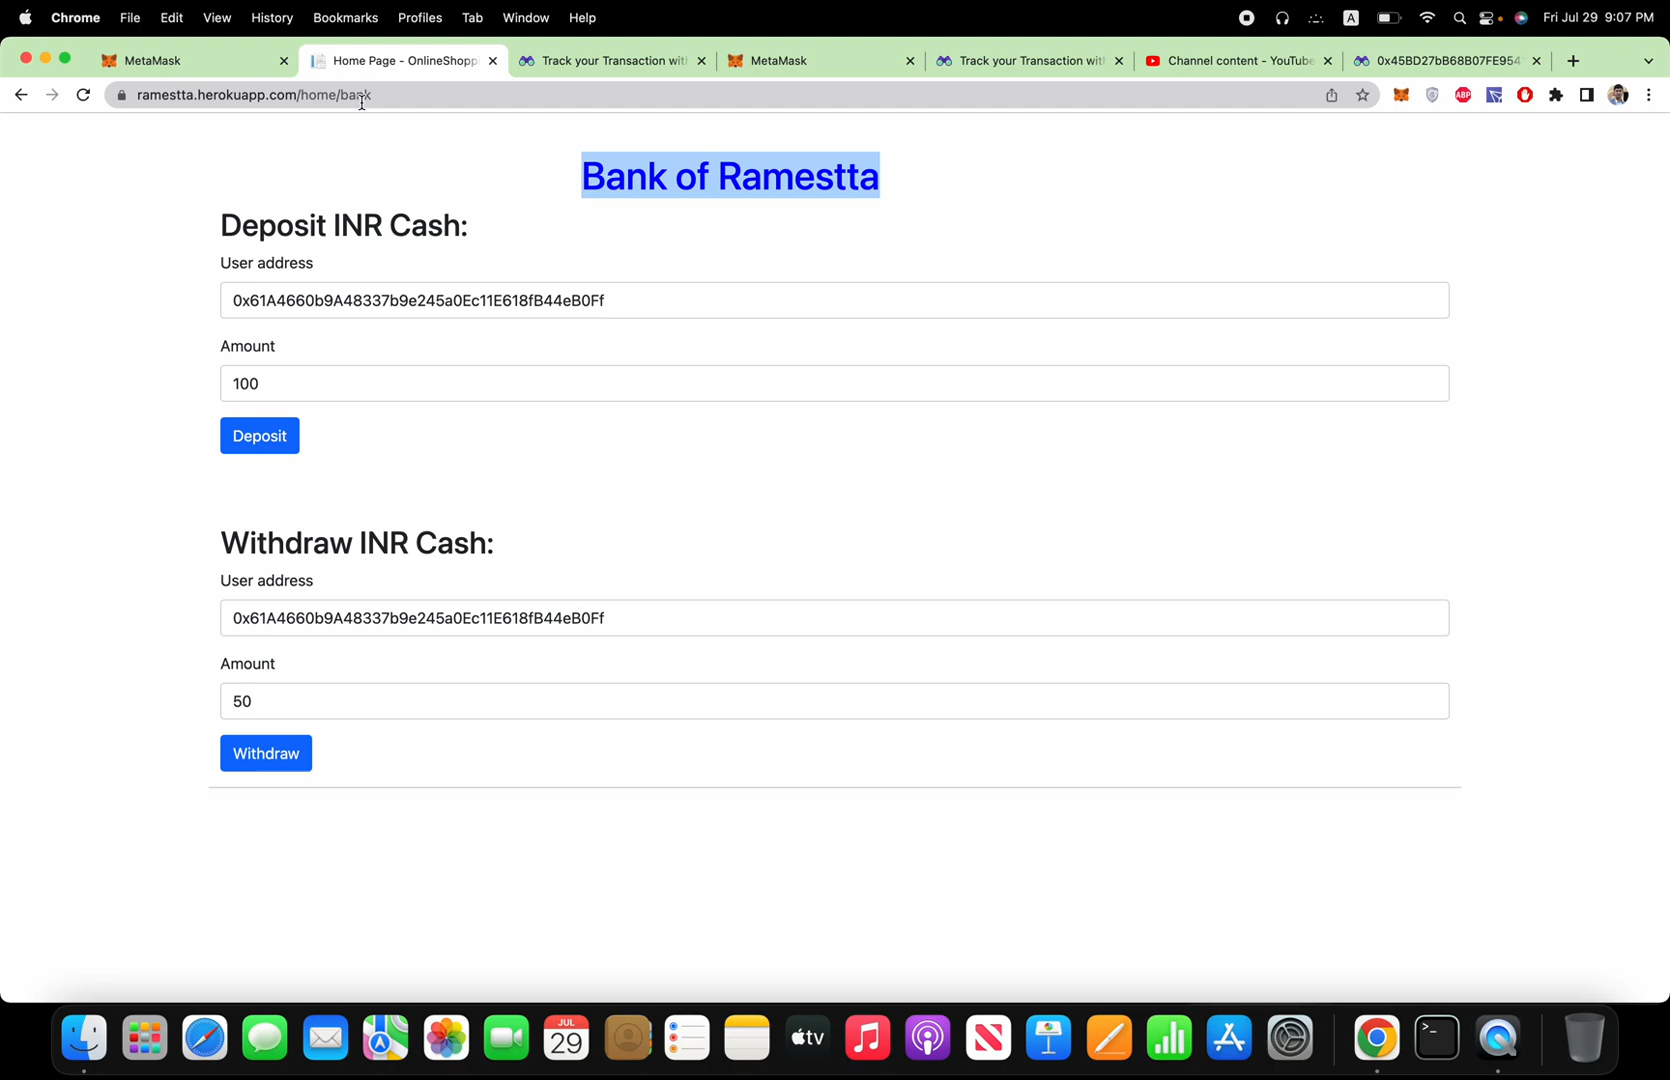 Chrome File Edit View History Bookmarks Profiles Tab Window Help A Fri Jul 29 9:07 PM
MetaMask Home Page - OnlineShopp Track your Transaction wit MetaMask Track your Transaction wit Channel content - YouTube 0x45BD27bB68B07FE954
ramestta.herokuapp.com/home/bank ABP
Bank of Ramestta
Deposit INR Cash:
User address
0x61A4660b9A48337b9e245a0Ec11E618fB44eB0Ff
Amount
100
Deposit
Withdraw INR Cash:
User address
0x61A4660b9A48337b9e245a0Ec11E618fB44eB0Ff
Amount
50
Withdraw
JUL
29
tv